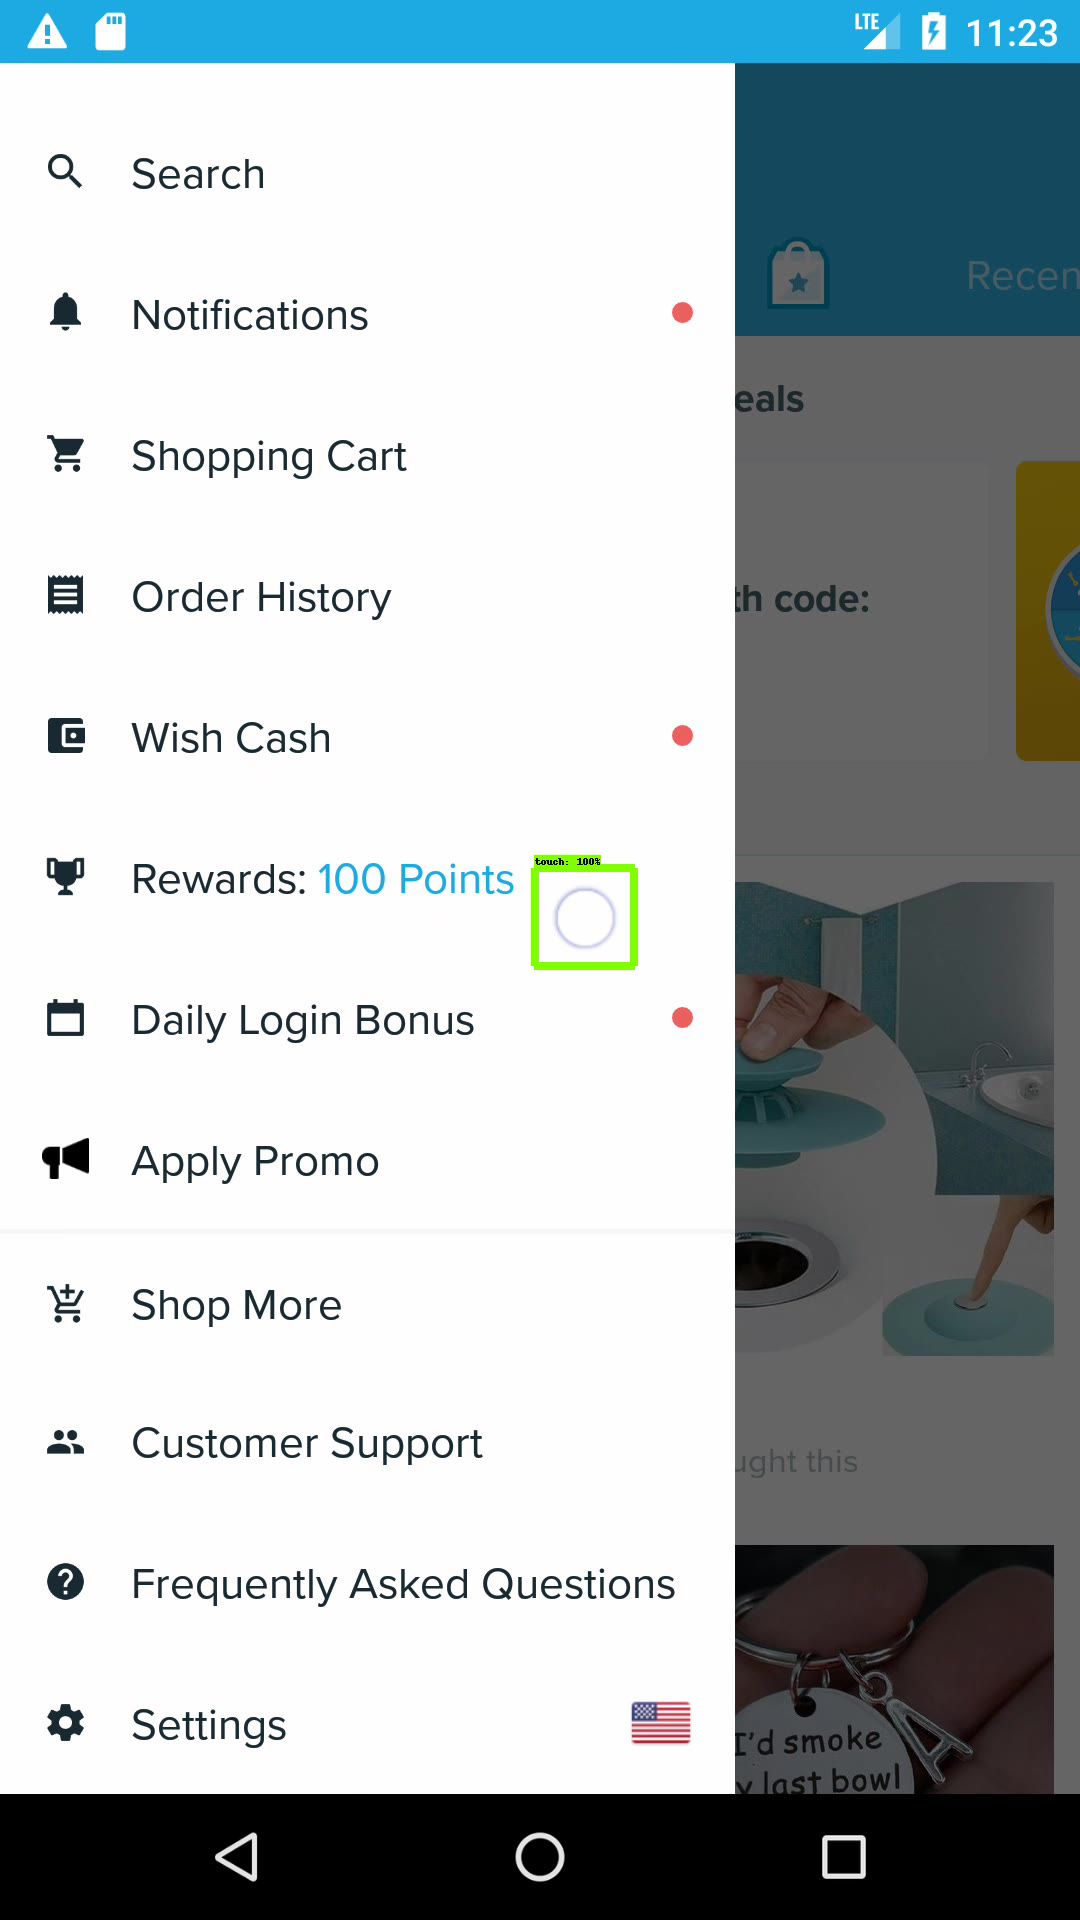 LTE 11:23
Search
Notifications
Recen
eals
Shopping Cart
Order History
th code:
Wish Cash
touch: 100%
Rewards: 100 Points
Daily Login Bonus
Apply Promo
Shop More
Customer Support
ught this
Frequently Asked Questions
Settings
I'd smoke
y last bowl
A